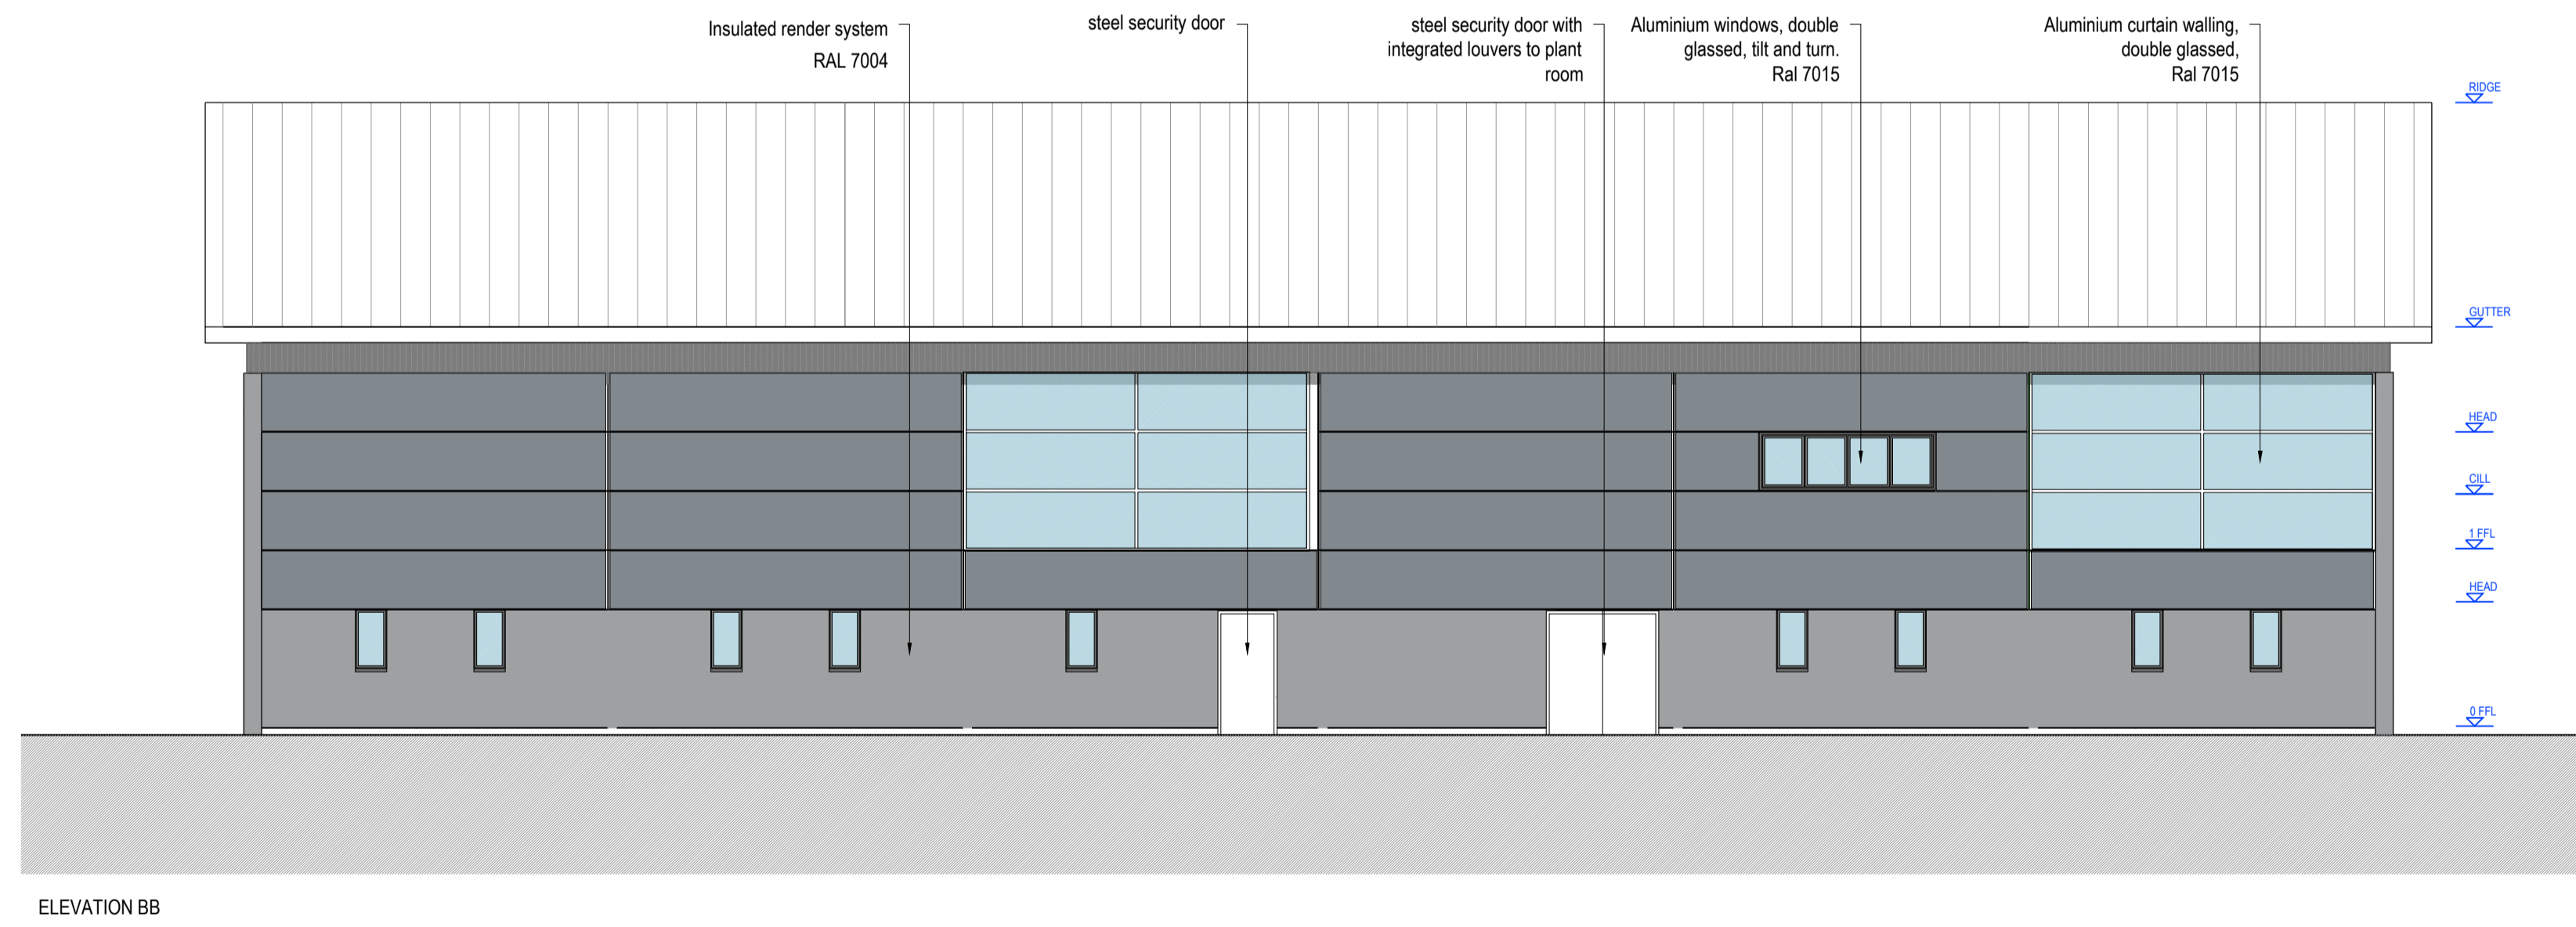 Insulated render system
RAL 7004
steel security door
steel security door with
integrated louvers to plant
room
Aluminium windows, double
glassed, tilt and turn.
Ral 7015
Aluminium curtain walling,
double glassed,
Ral 7015
RIDGE
GUTTER
HEAD
CILL
1 FFL
HEAD
0 FFL
ELEVATION BB